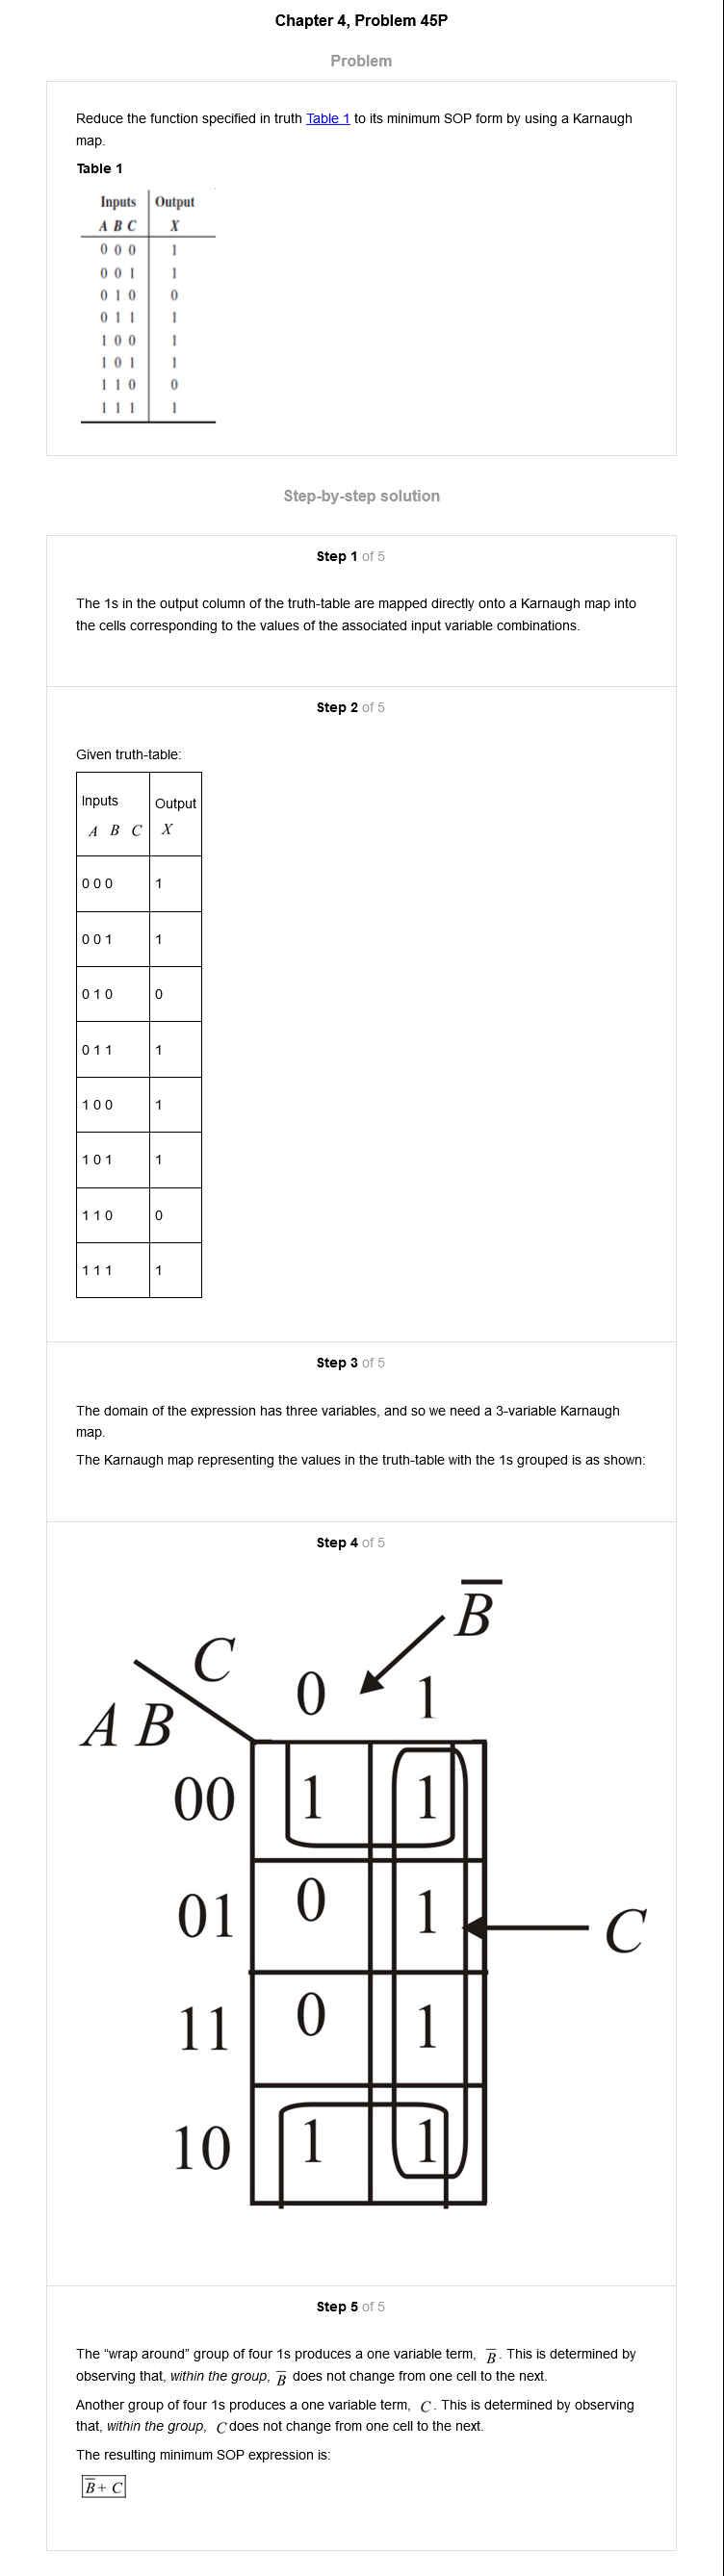 Chapter 4, Problem 45P
Problem
Reduce the function specified in truth Table 1 to its minimum SOP form by using a Karnaugh
map.
Table 1
Inputs Output
A B C X
0 0 0 1
0 0 1 1
0 1 0 0
0 1 1 1
1 0 0 1
1 0 1 1
1 1 0 0
1 1 1 1
Step-by-step solution
Step 1 of 5
The 1s in the output column of the truth-table are mapped directly onto a Karnaugh map into
the cells corresponding to the values of the associated input variable combinations.
Step 2 of 5
Given truth-table:
Inputs Output
A B C X
0 0 0 1
0 0 1 1
0 1 0 0
0 1 1 1
1 0 0 1
1 0 1 1
1 1 0 0
1 1 1 1
Step 3 of 5
The domain of the expression has three variables, and so we need a 3-variable Karnaugh
map.
The Karnaugh map representing the values in the truth-table with the 1s grouped is as shown:
Step 4 of 5
B̅
C
0 1
A B
00 1 1
01 0 1
C
11 0 1
10 1 1
Step 5 of 5
The “wrap around” group of four 1s produces a one variable term, B̅. This is determined by
observing that, within the group, B̅ does not change from one cell to the next.
Another group of four 1s produces a one variable term, C. This is determined by observing
that, within the group, C does not change from one cell to the next.
The resulting minimum SOP expression is:
B̅ + C